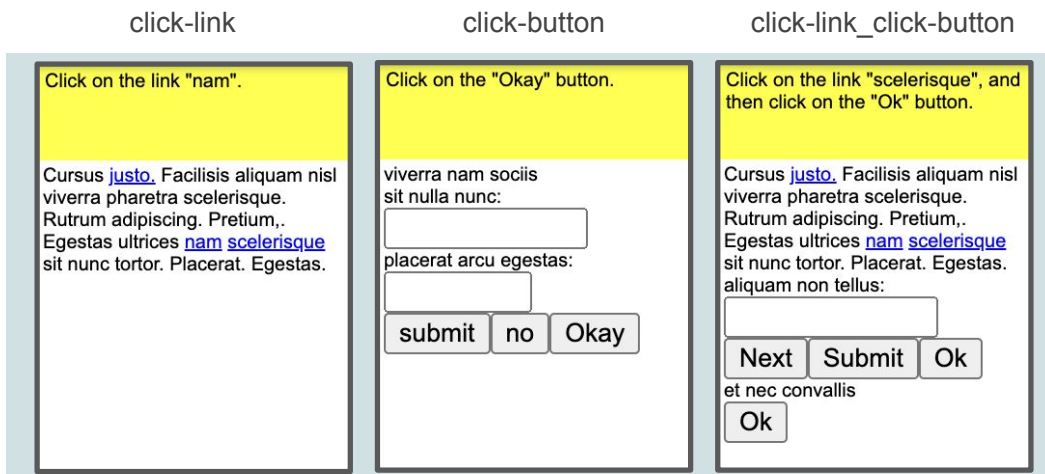 click-link
click-button
click-link_click-button
Click on the link "nam".
Cursus justo. Facilisis aliquam nisl
viverra pharetra scelerisque.
Rutrum adipiscing. Pretium,.
Egestas ultrices nam scelerisque
sit nunc tortor. Placerat. Egestas.
Click on the "Okay" button.
viverra nam sociis
sit nulla nunc:
placerat arcu egestas:
submit no Okay
Click on the link "scelerisque", and
then click on the "Ok" button.
Cursus justo. Facilisis aliquam nisl
viverra pharetra scelerisque.
Rutrum adipiscing. Pretium,.
Egestas ultrices nam scelerisque
sit nunc tortor. Placerat. Egestas.
aliquam non tellus:
Next Submit Ok
et nec convallis
Ok